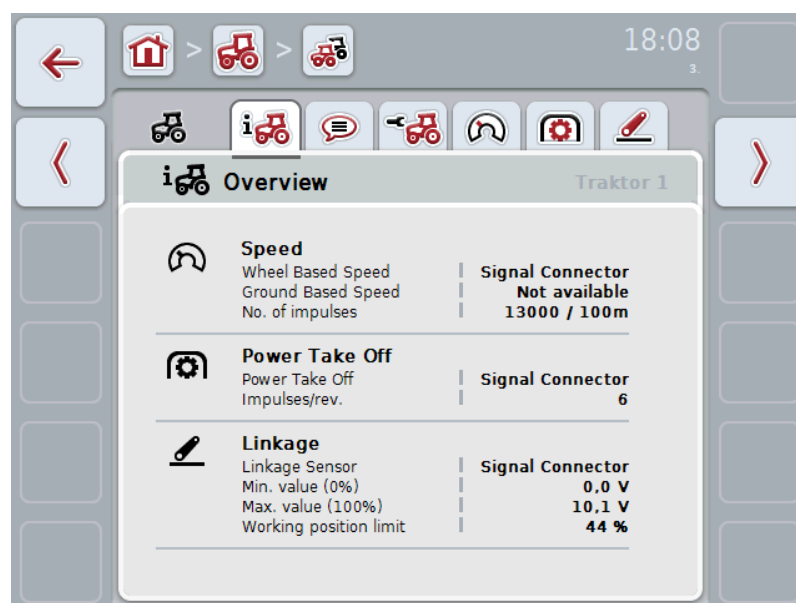 18:08
3.
i
i Overview Traktor 1
Speed
Wheel Based Speed Signal Connector
Ground Based Speed Not available
No. of impulses 13000 / 100m
Power Take Off
Power Take Off Signal Connector
Impulses/rev. 6
Linkage
Linkage Sensor Signal Connector
Min. value (0%) 0,0 V
Max. value (100%) 10,1 V
Working position limit 44 %